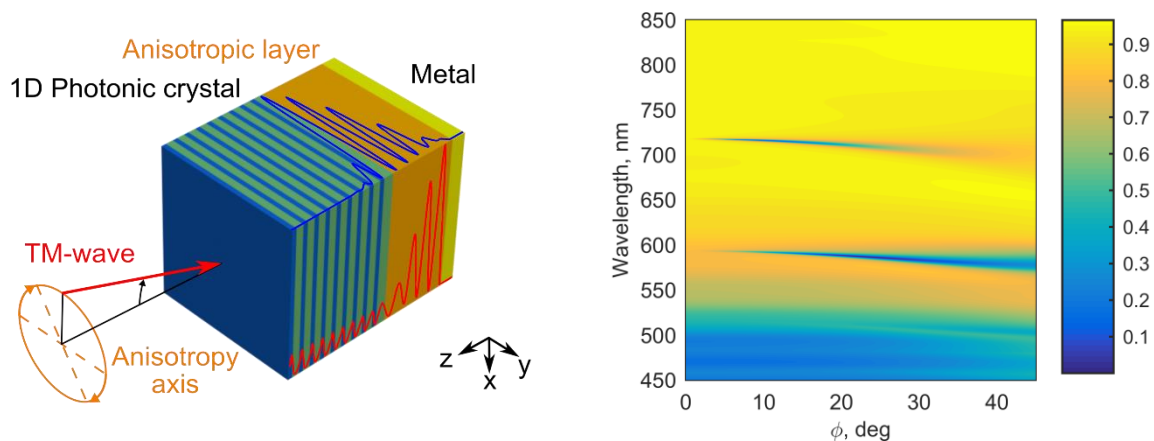 Anisotropic layer
1D Photonic crystal
Metal
TM-wave
Anisotropy
axis
z
x
y
850
800
750
700
650
600
550
500
450
Wavelength, nm
0
10
20
30
40
ϕ, deg
0.9
0.8
0.7
0.6
0.5
0.4
0.3
0.2
0.1